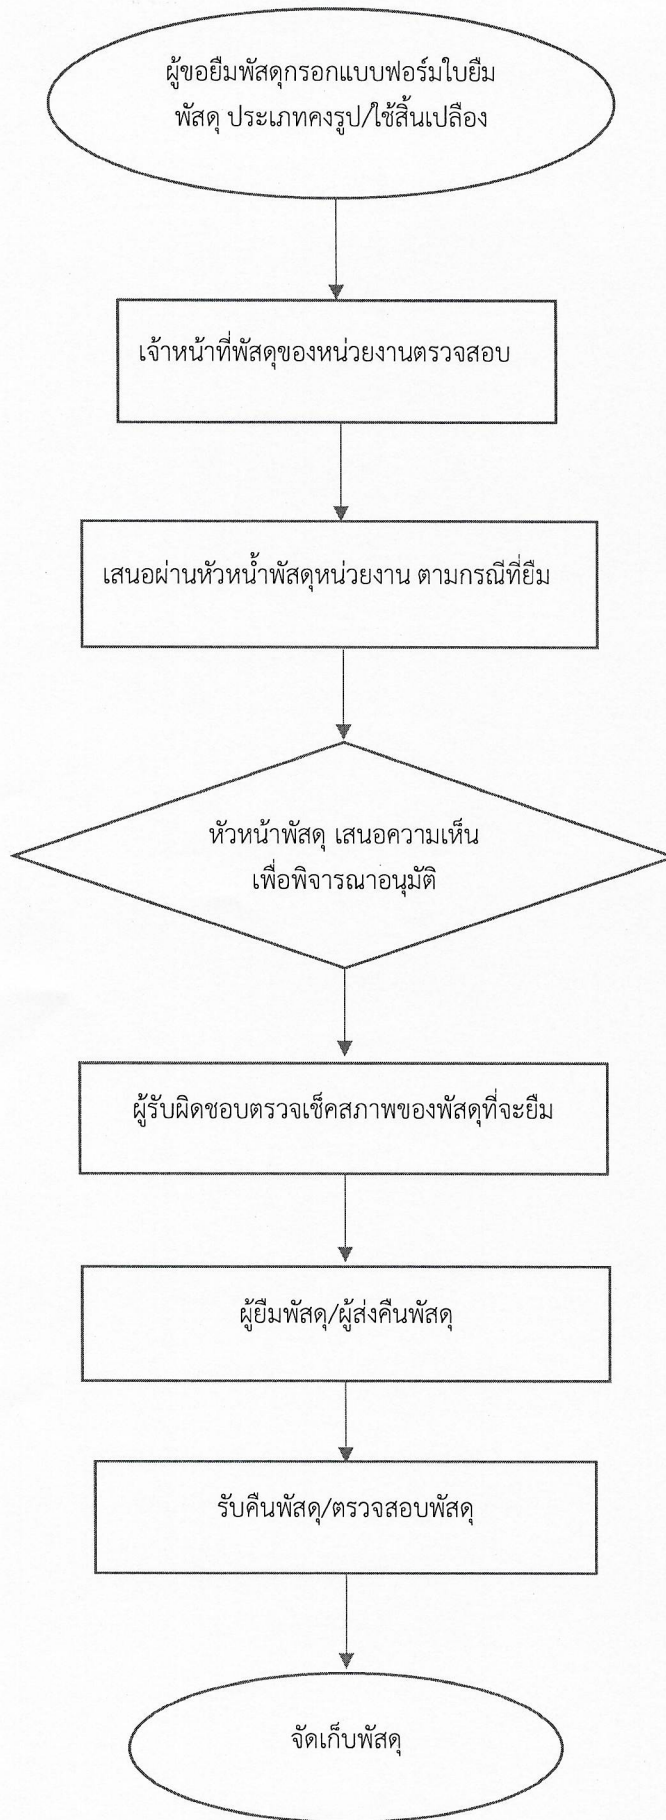 ผู้ขอยืมพัสดุกรอกแบบฟอร์มใบยืม
พัสดุ ประเภทคงรูป/ใช้สิ้นเปลือง
เจ้าหน้าที่พัสดุของหน่วยงานตรวจสอบ
เสนอผ่านหัวหน้ำพัสดุหน่วยงาน ตามกรณีที่ยืม
หัวหน้าพัสดุ เสนอความเห็น
เพื่อพิจารณาอนุมัติ
ผู้รับผิดชอบตรวจเช็คสภาพของพัสดุที่จะยืม
ผู้ยืมพัสดุ/ผู้ส่งคืนพัสดุ
รับคืนพัสดุ/ตรวจสอบพัสดุ
จัดเก็บพัสดุ